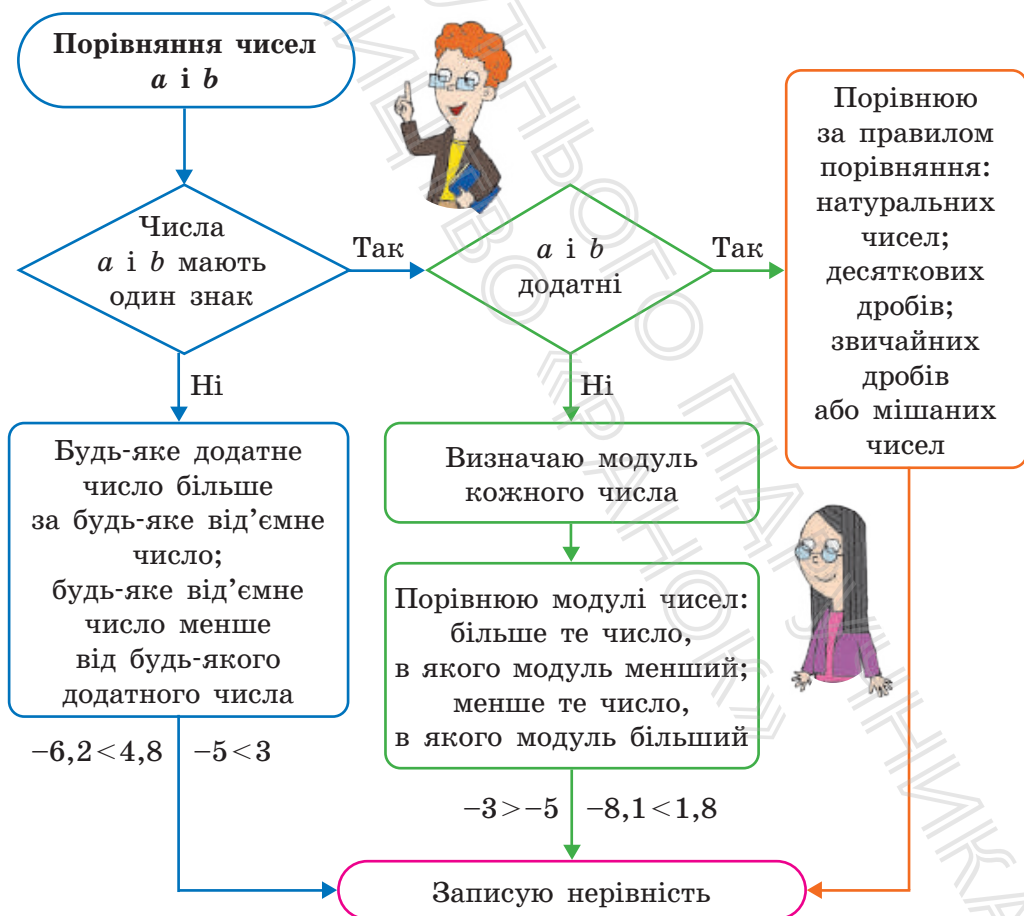 Порівняння чисел
a і b
Числа
a і b мають
один знак
Так
a і b
додатні
Так
Порівнюю
за правилом
порівняння:
натуральних
чисел;
десяткових
дробів;
звичайних
дробів
або мішаних
чисел
Ні
Ні
Будь-яке додатне
число більше
за будь-яке від’ємне
число;
будь-яке від’ємне
число менше
від будь-якого
додатного числа
Визначаю модуль
кожного числа
Порівнюю модулі чисел:
більше те число,
в якого модуль менший;
менше те число,
в якого модуль більший
–6,2<4,8 –5<3
–3>–5 –8,1<1,8
Записую нерівність